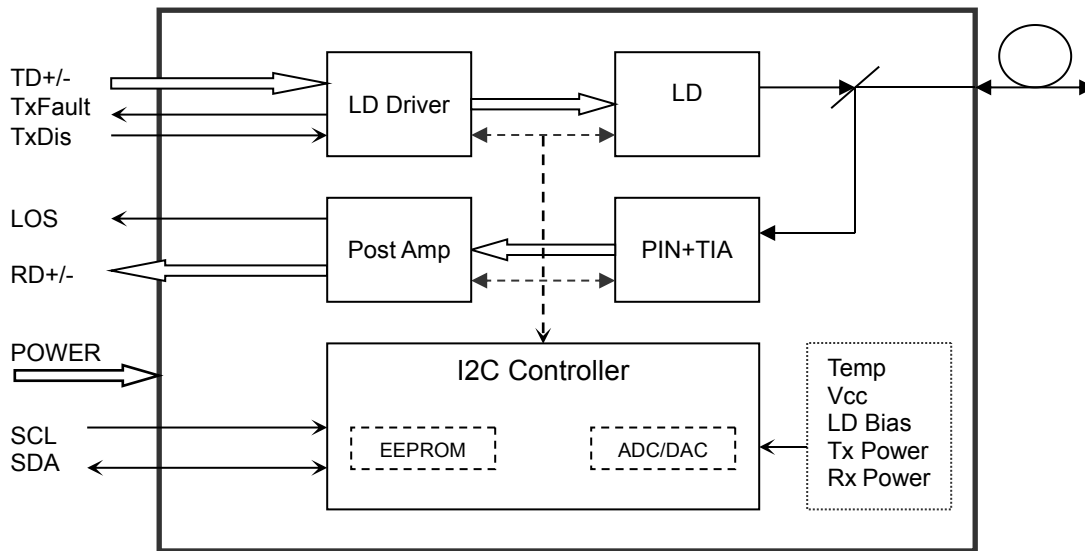 TD+/-
TxFault
TxDis
LD Driver
LD
LOS
RD+/-
Post Amp
PIN+TIA
POWER
SCL
SDA
I2C Controller
EEPROM
ADC/DAC
Temp
Vcc
LD Bias
Tx Power
Rx Power